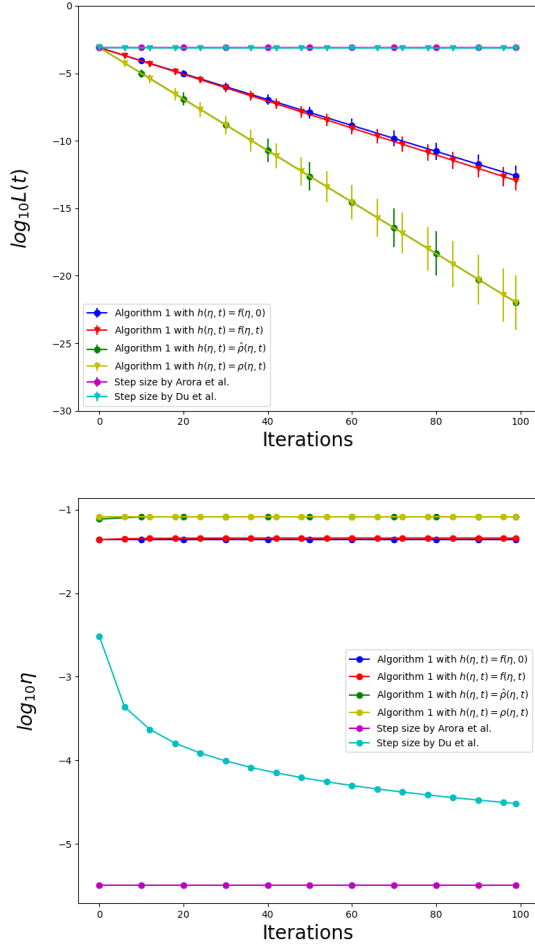 0
−5
−10
−15
−20
−25
−30
log₁₀L(t)
Algorithm 1 with h(η, t) = f(η, 0)
Algorithm 1 with h(η, t) = f(η, t)
Algorithm 1 with h(η, t) = ρ̂(η, t)
Algorithm 1 with h(η, t) = ρ(η, t)
Step size by Arora et al.
Step size by Du et al.
0 20 40 60 80 100
Iterations
−1
−2
−3
−4
−5
log₁₀η
Algorithm 1 with h(η, t) = f(η, 0)
Algorithm 1 with h(η, t) = f(η, t)
Algorithm 1 with h(η, t) = ρ̂(η, t)
Algorithm 1 with h(η, t) = ρ(η, t)
Step size by Arora et al.
Step size by Du et al.
0 20 40 60 80 100
Iterations